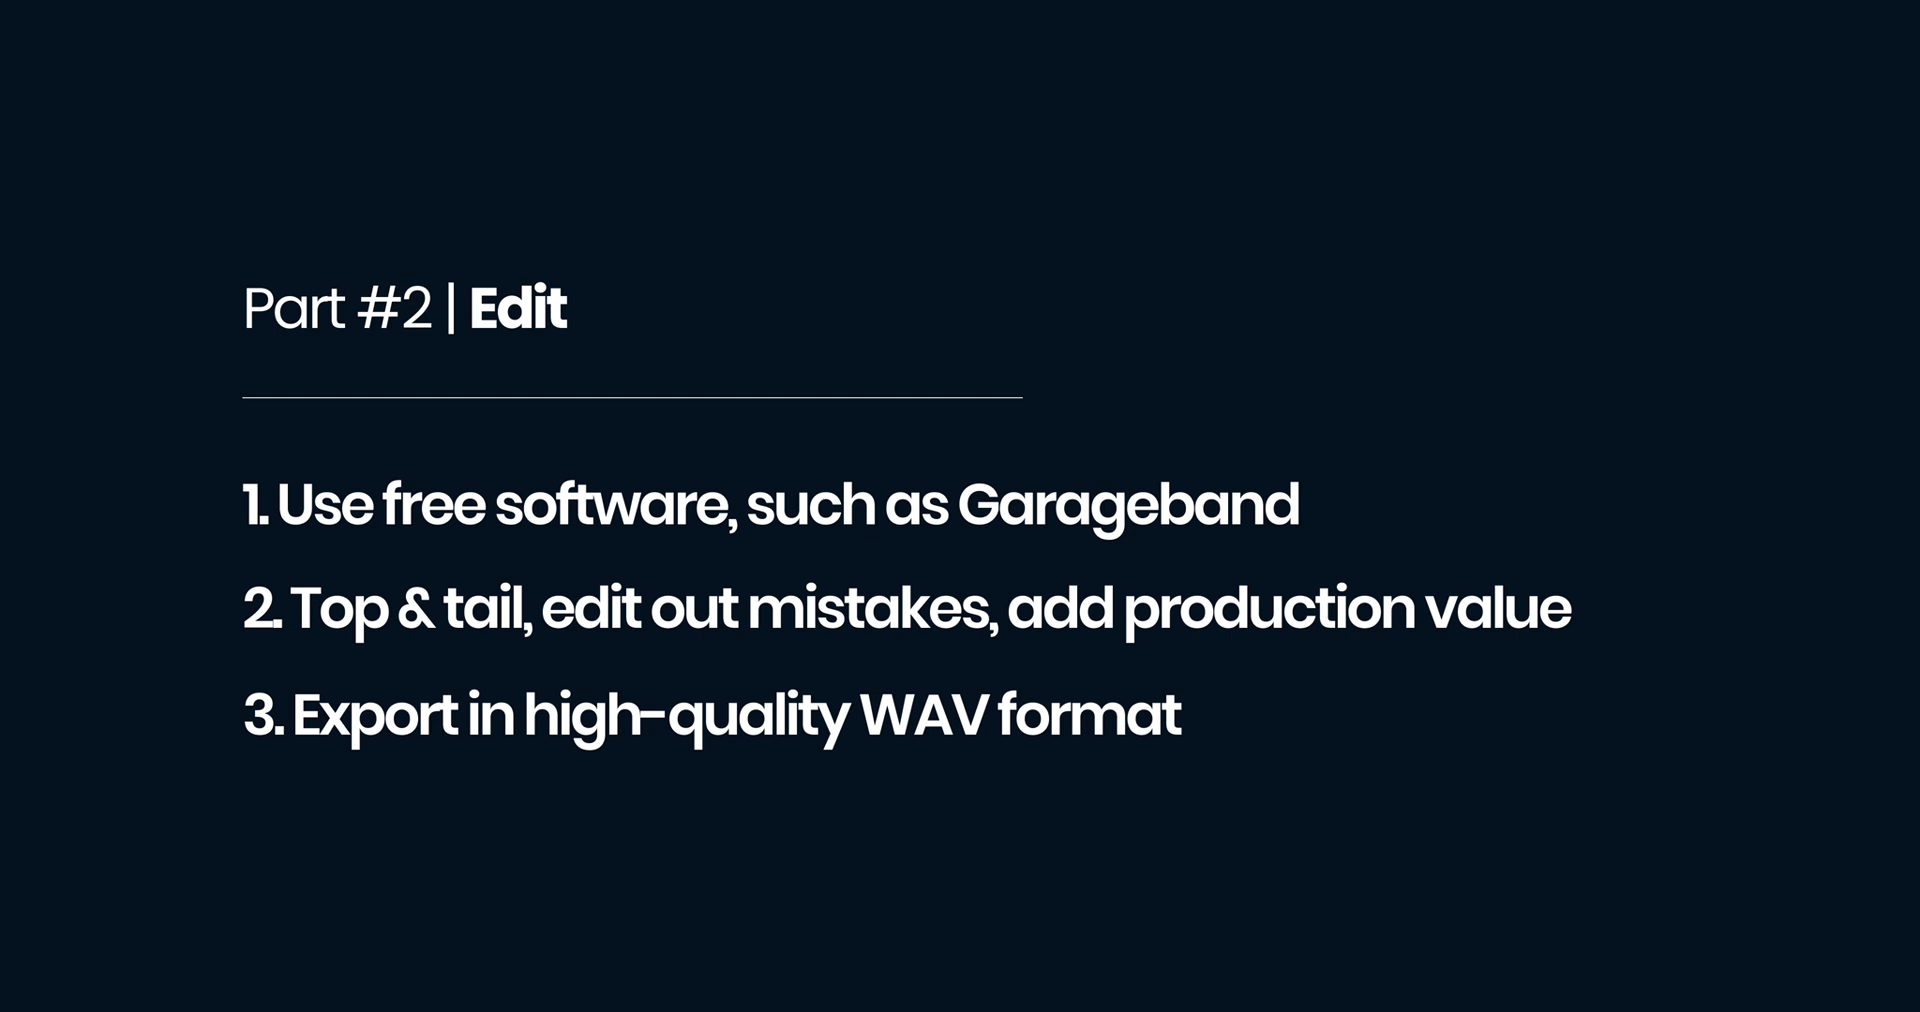 Part #2 | Edit
1. Use free software, such as Garageband
2. Top & tail, edit out mistakes, add production value
3. Export in high-quality WAV format